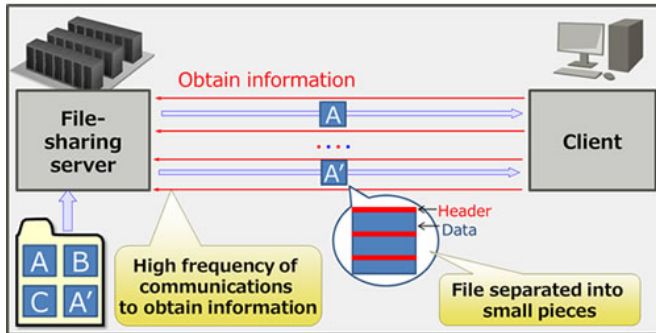 Obtain information
File-
sharing
server
A
Client
A'
Header
Data
A B
C A'
High frequency of
communications
to obtain information
File separated into
small pieces